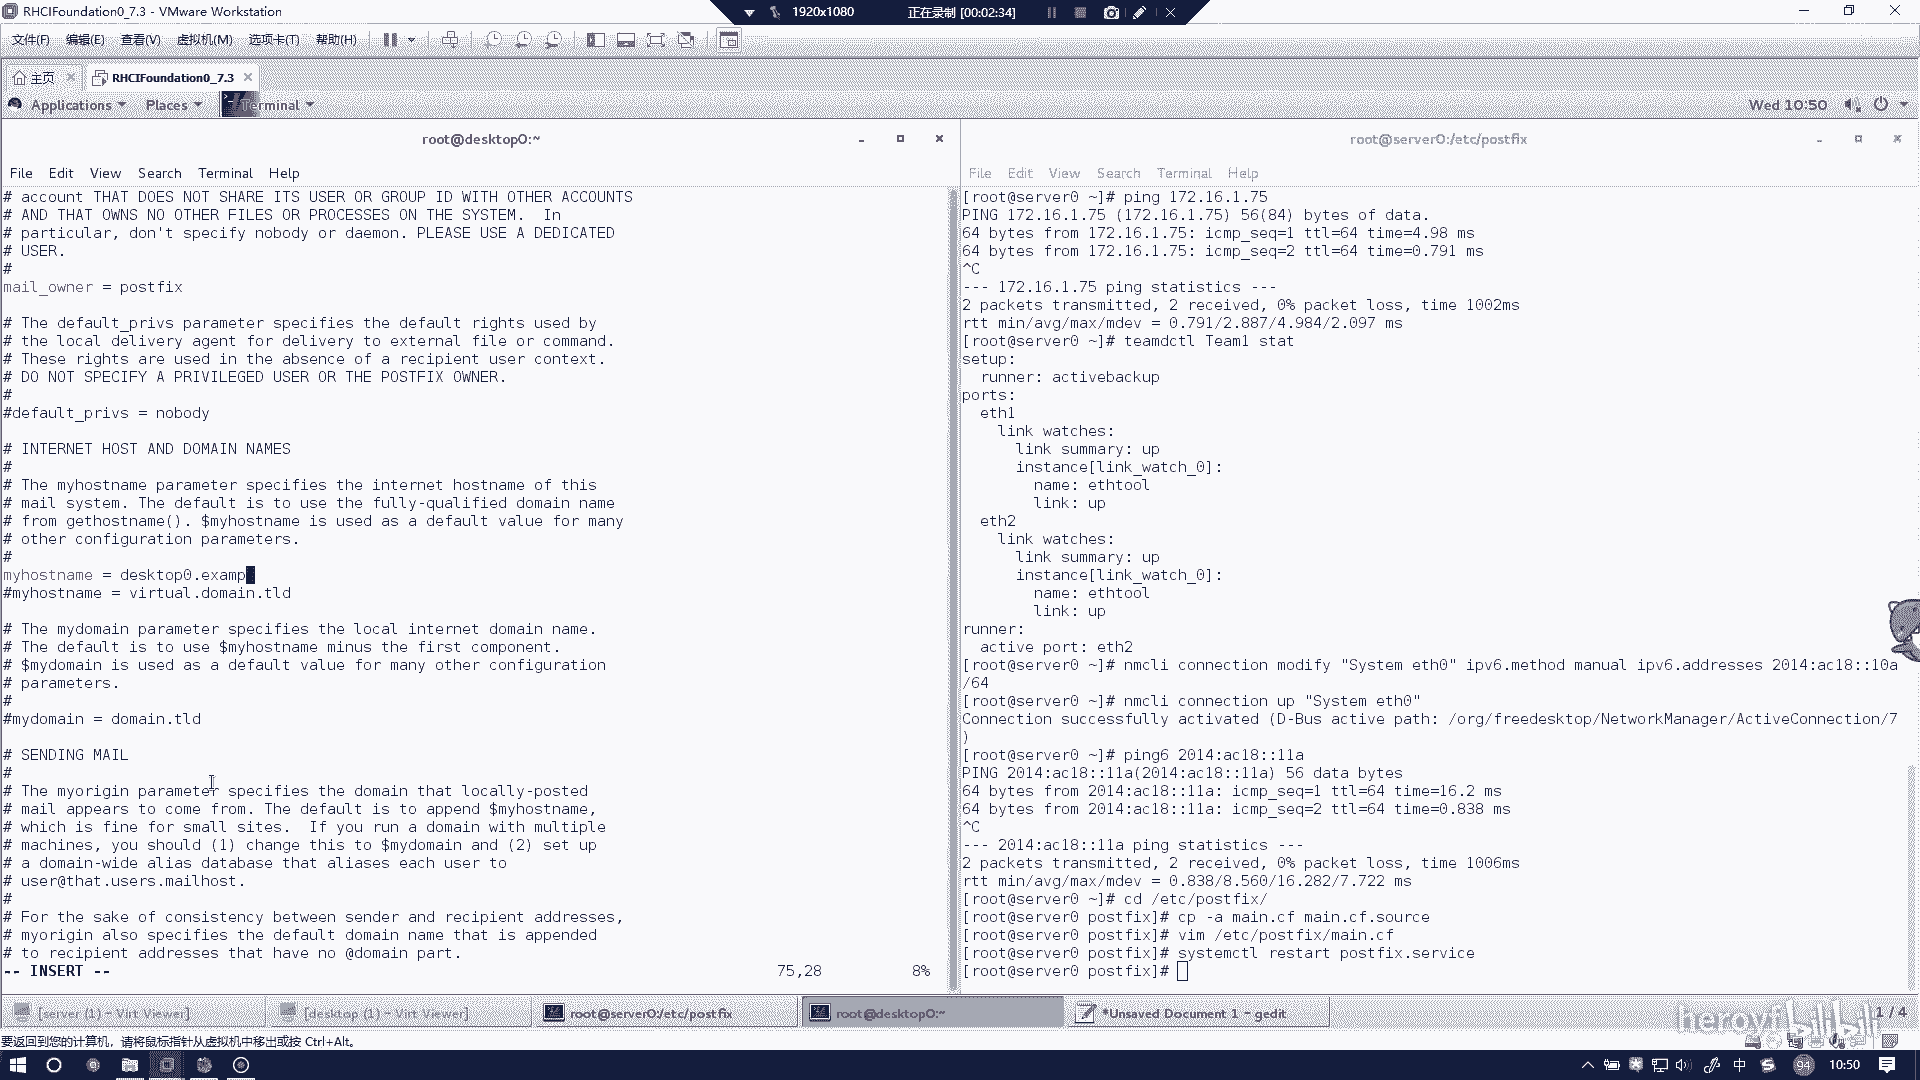 RHCIFoundation0_7.3 - VMware Workstation
1920x1080
正在录制 [00:02:34]
文件(F) 编辑(E) 查看(V) 虚拟机(M) 选项卡(T) 帮助(H)
主页
RHCIFoundation0_7.3
Applications Places Terminal
Wed 10:50
root@desktop0:~
File Edit View Search Terminal Help
# account THAT DOES NOT SHARE ITS USER OR GROUP ID WITH OTHER ACCOUNTS
# AND THAT OWNS NO OTHER FILES OR PROCESSES ON THE SYSTEM.  In
# particular, don't specify nobody or daemon. PLEASE USE A DEDICATED
# USER.
#
mail_owner = postfix
# The default_privs parameter specifies the default rights used by
# the local delivery agent for delivery to external file or command.
# These rights are used in the absence of a recipient user context.
# DO NOT SPECIFY A PRIVILEGED USER OR THE POSTFIX OWNER.
#
#default_privs = nobody
# INTERNET HOST AND DOMAIN NAMES
#
# The myhostname parameter specifies the internet hostname of this
# mail system. The default is to use the fully-qualified domain name
# from gethostname(). $myhostname is used as a default value for many
# other configuration parameters.
#
myhostname = desktop0.examp
#myhostname = virtual.domain.tld
# The mydomain parameter specifies the local internet domain name.
# The default is to use $myhostname minus the first component.
# $mydomain is used as a default value for many other configuration
# parameters.
#
#mydomain = domain.tld
# SENDING MAIL
#
# The myorigin parameter specifies the domain that locally-posted
# mail appears to come from. The default is to append $myhostname,
# which is fine for small sites.  If you run a domain with multiple
# machines, you should (1) change this to $mydomain and (2) set up
# a domain-wide alias database that aliases each user to
# user@that.users.mailhost.
#
# For the sake of consistency between sender and recipient addresses,
# myorigin also specifies the default domain name that is appended
# to recipient addresses that have no @domain part.
-- INSERT -- 75,28 8%
root@server0:/etc/postfix
File Edit View Search Terminal Help
[root@server0 ~]# ping 172.16.1.75
PING 172.16.1.75 (172.16.1.75) 56(84) bytes of data.
64 bytes from 172.16.1.75: icmp_seq=1 ttl=64 time=4.98 ms
64 bytes from 172.16.1.75: icmp_seq=2 ttl=64 time=0.791 ms
^C
--- 172.16.1.75 ping statistics ---
2 packets transmitted, 2 received, 0% packet loss, time 1002ms
rtt min/avg/max/mdev = 0.791/2.887/4.984/2.097 ms
[root@server0 ~]# teamdctl Team1 stat
setup:
runner: activebackup
ports:
eth1
link watches:
link summary: up
instance[link_watch_0]:
name: ethtool
link: up
eth2
link watches:
link summary: up
instance[link_watch_0]:
name: ethtool
link: up
runner:
active port: eth2
[root@server0 ~]# nmcli connection modify "System eth0" ipv6.method manual ipv6.addresses 2014:ac18::10a
/64
[root@server0 ~]# nmcli connection up "System eth0"
Connection successfully activated (D-Bus active path: /org/freedesktop/NetworkManager/ActiveConnection/7
)
[root@server0 ~]# ping6 2014:ac18::11a
PING 2014:ac18::11a(2014:ac18::11a) 56 data bytes
64 bytes from 2014:ac18::11a: icmp_seq=1 ttl=64 time=16.2 ms
64 bytes from 2014:ac18::11a: icmp_seq=2 ttl=64 time=0.838 ms
^C
--- 2014:ac18::11a ping statistics ---
2 packets transmitted, 2 received, 0% packet loss, time 1006ms
rtt min/avg/max/mdev = 0.838/8.560/16.282/7.722 ms
[root@server0 ~]# cd /etc/postfix/
[root@server0 postfix]# cp -a main.cf main.cf.source
[root@server0 postfix]# vim /etc/postfix/main.cf
[root@server0 postfix]# systemctl restart postfix.service
[root@server0 postfix]#
[server (1) - Virt Viewer]
[desktop (1) - Virt Viewer]
root@server0:/etc/postfix
root@desktop0:~
*Unsaved Document 1 - gedit
1 / 4
bilibili
要返回到您的计算机，请将鼠标指针从虚拟机中移出或按 Ctrl+Alt。
中
94
10:50